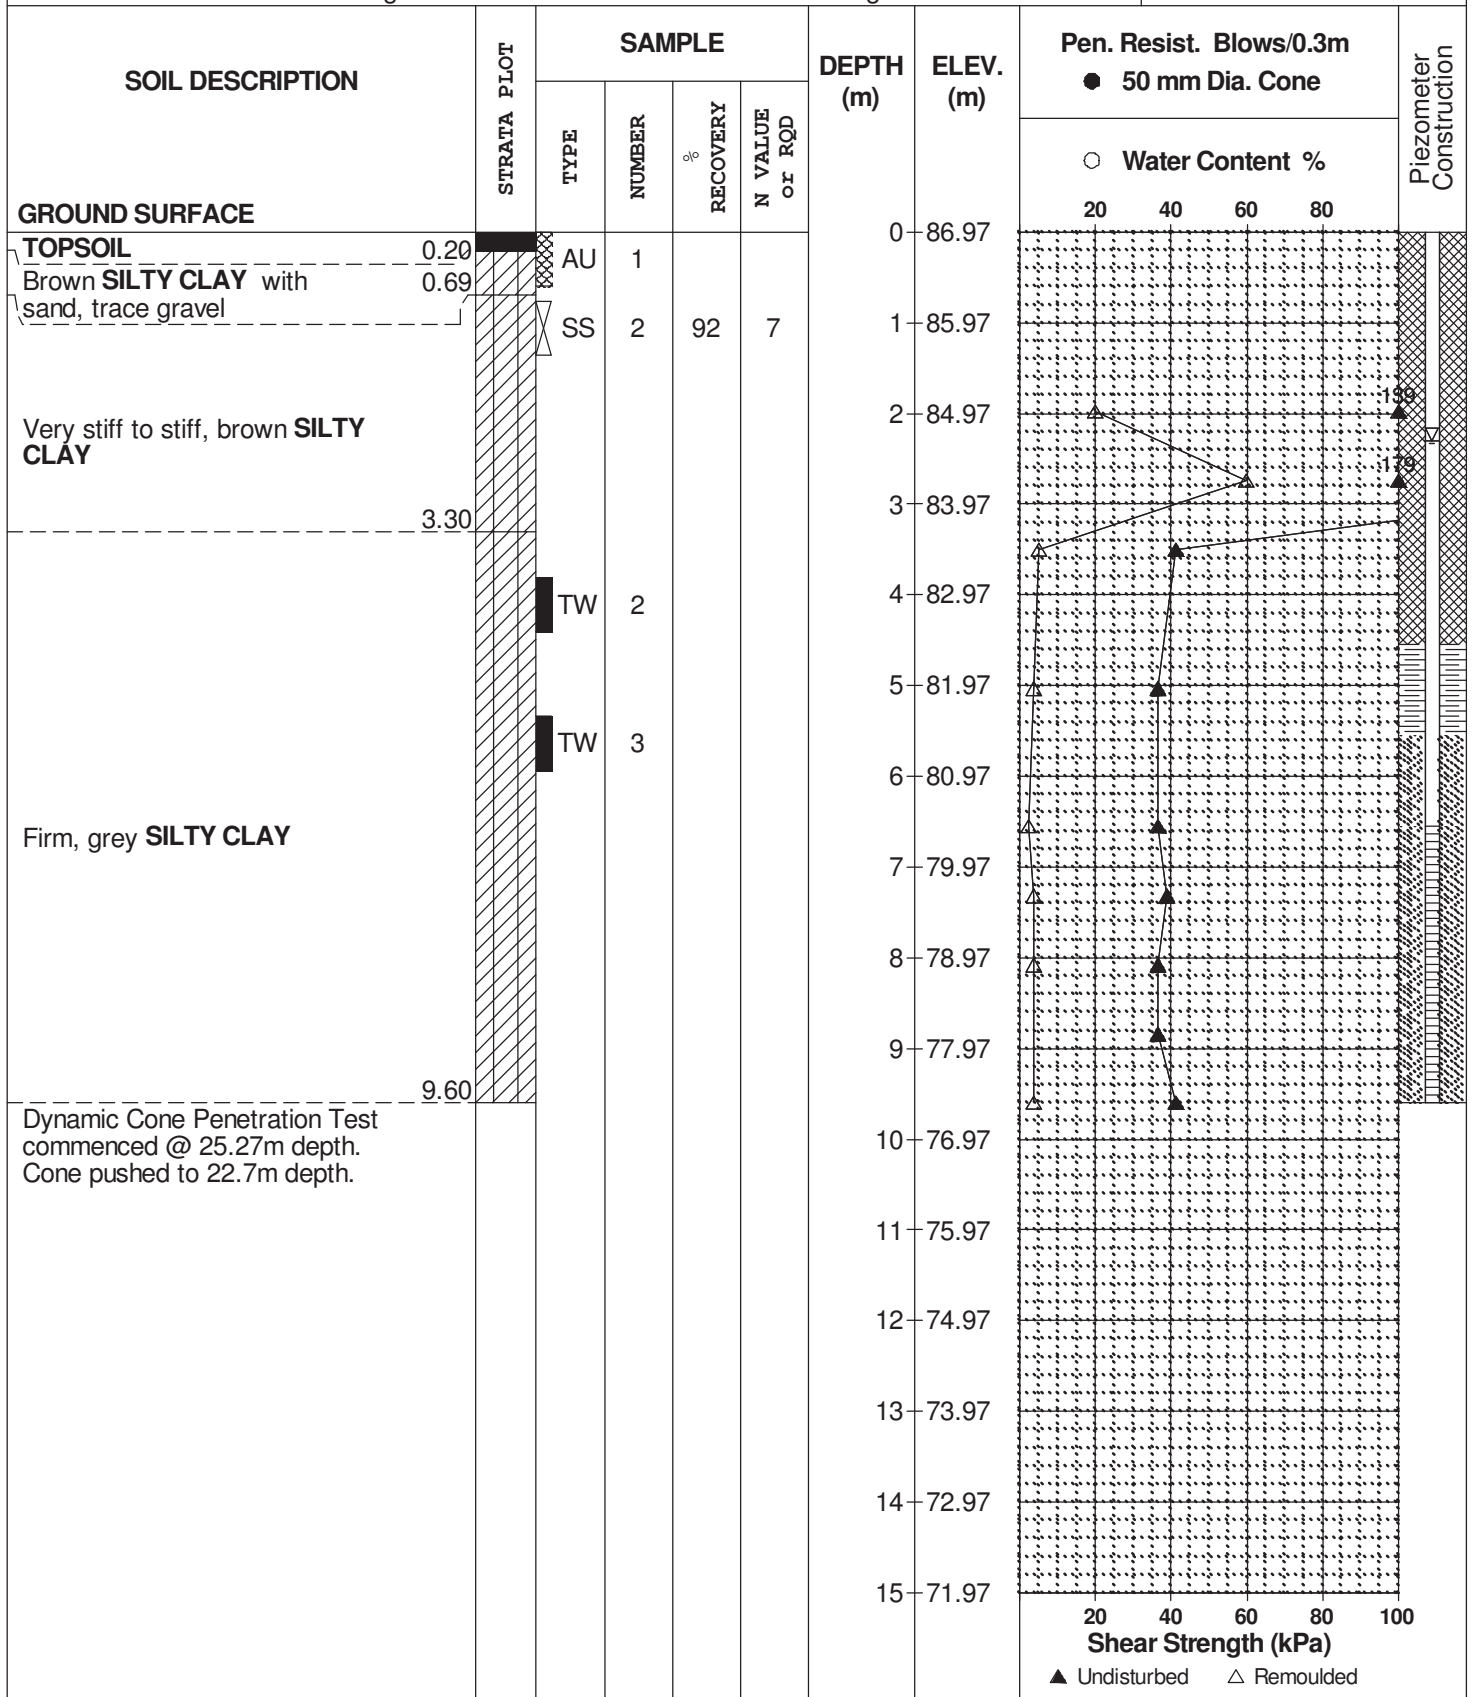 SOIL DESCRIPTION
STRATA PLOT
SAMPLE
TYPE
NUMBER
% RECOVERY
N VALUE or RQD
DEPTH (m)
ELEV. (m)
Pen. Resist. Blows/0.3m
● 50 mm Dia. Cone
○ Water Content %
Piezometer Construction
20 40 60 80
GROUND SURFACE
0 86.97
TOPSOIL 0.20
AU 1
Brown SILTY CLAY with 0.69
sand, trace gravel
SS 2 92 7
1 85.97
139
2 84.97
Very stiff to stiff, brown SILTY
CLAY
179
3 83.97
3.30
TW 2
4 82.97
5 81.97
TW 3
6 80.97
Firm, grey SILTY CLAY
7 79.97
8 78.97
9 77.97
9.60
Dynamic Cone Penetration Test
commenced @ 25.27m depth.
Cone pushed to 22.7m depth.
10 76.97
11 75.97
12 74.97
13 73.97
14 72.97
15 71.97
20 40 60 80 100
Shear Strength (kPa)
▲ Undisturbed △ Remoulded